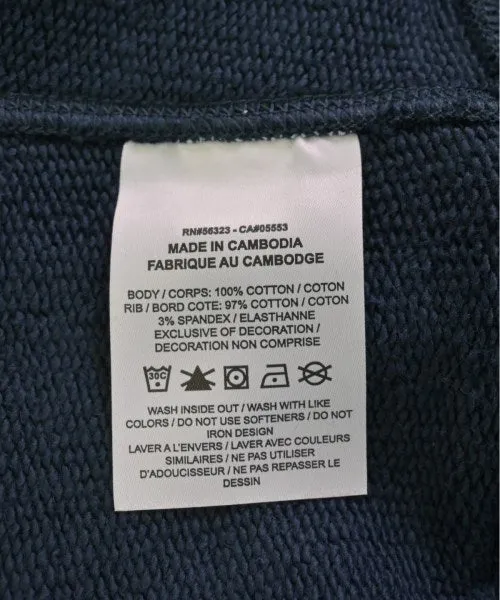 RN#56323 - CA#05553
MADE IN CAMBODIA
FABRIQUE AU CAMBODGE
BODY / CORPS: 100% COTTON / COTON
RIB / BORD COTE: 97% COTTON / COTON
3% SPANDEX / ELASTHANNE
EXCLUSIVE OF DECORATION /
DECORATION NON COMPRISE
30C
WASH INSIDE OUT / WASH WITH LIKE
COLORS / DO NOT USE SOFTENERS / DO NOT
IRON DESIGN
LAVER A L'ENVERS / LAVER AVEC COULEURS
SIMILAIRES / NE PAS UTILISER
D'ADOUCISSEUR / NE PAS REPASSER LE
DESSIN